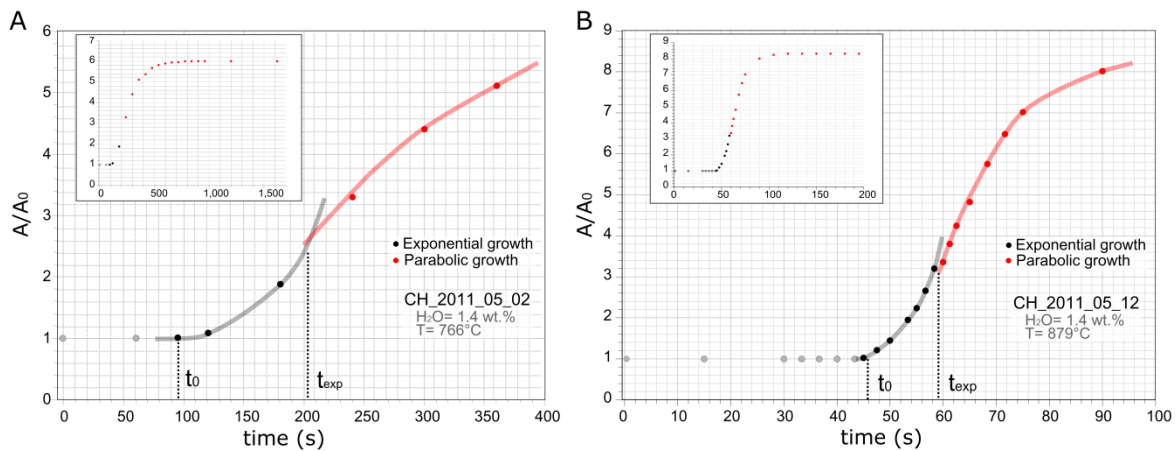 A
6
5
4
3
2
1
0
A/A₀
7
6
5
4
3
2
1
0
0
500
1,000
1,500
Exponential growth
Parabolic growth
CH_2011_05_02
H₂O= 1.4 wt.%
T= 766°C
t₀
t_exp
0 50 100 150 200 250 300 350 400
time (s)
B
9
8
7
6
5
4
3
2
1
0
A/A₀
9
8
7
6
5
4
3
2
1
0
0 50 100 150 200
Exponential growth
Parabolic growth
CH_2011_05_12
H₂O= 1.4 wt.%
T= 879°C
t₀
t_exp
0 10 20 30 40 50 60 70 80 90 100
time (s)